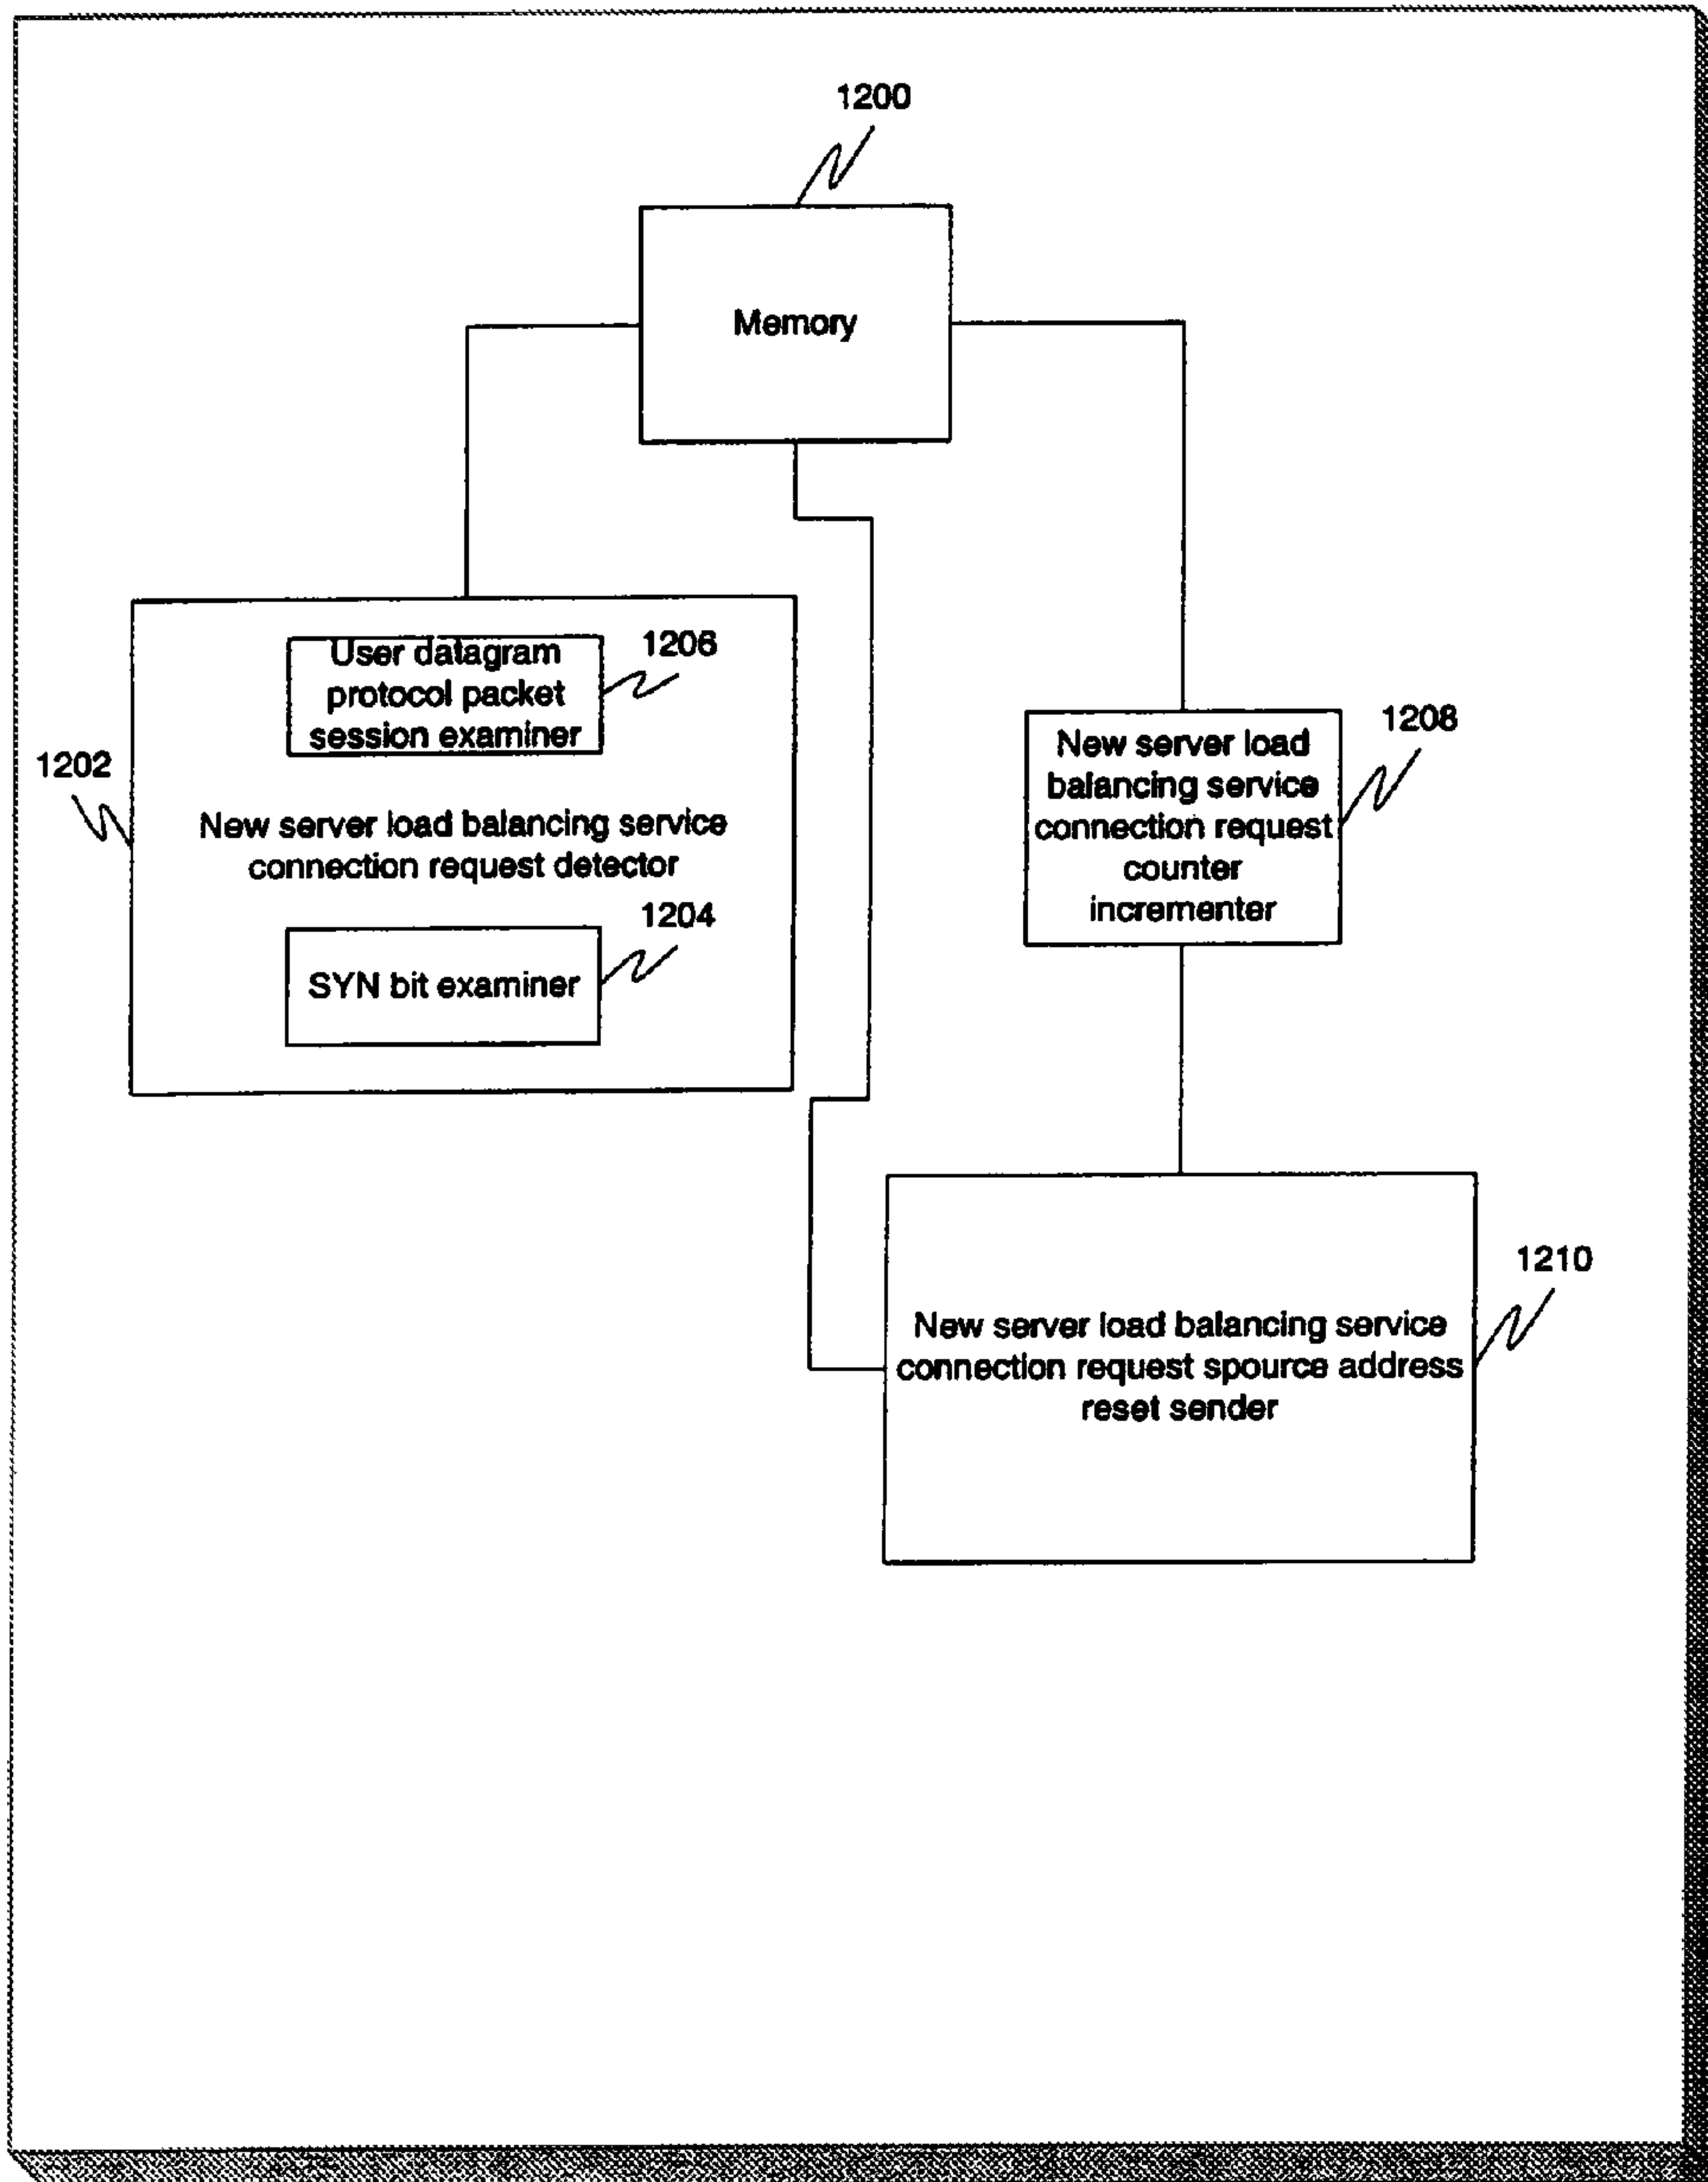 1200
Memory
User datagram
protocol packet
session examiner
1206
1202
New server load balancing service
connection request detector
1204
SYN bit examiner
New server load
balancing service
connection request
counter
incrementer
1208
1210
New server load balancing service
connection request spource address
reset sender